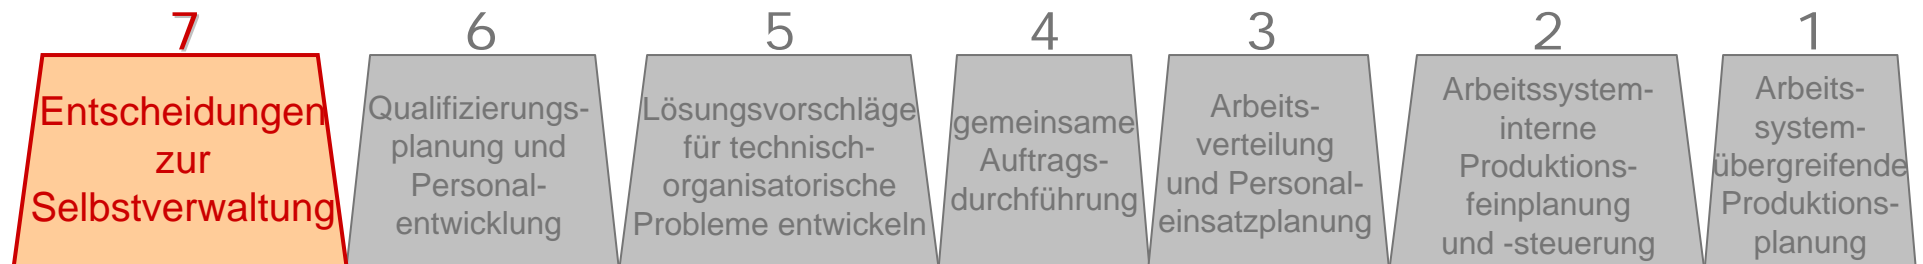 7
Entscheidungen
zur
Selbstverwaltung
6
Qualifizierungs-
planung und
Personal-
entwicklung
5
Lösungsvorschläge
für technisch-
organisatorische
Probleme entwickeln
4
gemeinsame
Auftrags-
durchführung
3
Arbeits-
verteilung
und Personal-
einsatzplanung
2
Arbeitssystem-
interne
Produktions-
feinplanung
und -steuerung
1
Arbeits-
system-
übergreifende
Produktions-
planung